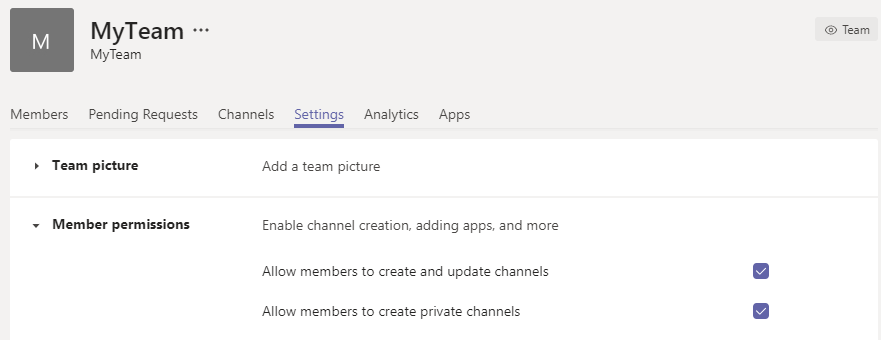 M
MyTeam ...
MyTeam
Team
Members Pending Requests Channels Settings Analytics Apps
Team picture Add a team picture
Member permissions Enable channel creation, adding apps, and more
Allow members to create and update channels
Allow members to create private channels